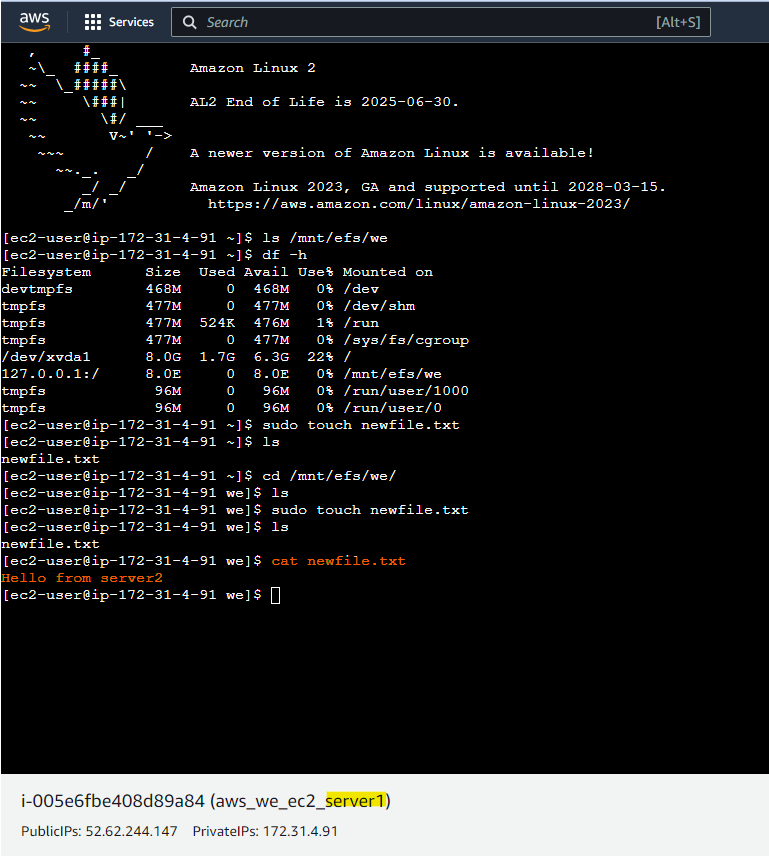 aws Services Search [Alt+S]
,     #_
~\_  ####_        Amazon Linux 2
~~  \_#####\
~~     \###|       AL2 End of Life is 2025-06-30.
~~       \#/ ___
~~       V~' '->
~~~         /    A newer version of Amazon Linux is available!
~~._.   _/
_/ _/       Amazon Linux 2023, GA and supported until 2028-03-15.
_/m/'           https://aws.amazon.com/linux/amazon-linux-2023/
[ec2-user@ip-172-31-4-91 ~]$ ls /mnt/efs/we
[ec2-user@ip-172-31-4-91 ~]$ df -h
Filesystem      Size  Used Avail Use% Mounted on
devtmpfs        468M     0  468M   0% /dev
tmpfs           477M     0  477M   0% /dev/shm
tmpfs           477M  524K  476M   1% /run
tmpfs           477M     0  477M   0% /sys/fs/cgroup
/dev/xvda1      8.0G  1.7G  6.3G  22% /
127.0.0.1:/     8.0E     0  8.0E   0% /mnt/efs/we
tmpfs            96M     0   96M   0% /run/user/1000
tmpfs            96M     0   96M   0% /run/user/0
[ec2-user@ip-172-31-4-91 ~]$ sudo touch newfile.txt
[ec2-user@ip-172-31-4-91 ~]$ ls
newfile.txt
[ec2-user@ip-172-31-4-91 ~]$ cd /mnt/efs/we/
[ec2-user@ip-172-31-4-91 we]$ ls
[ec2-user@ip-172-31-4-91 we]$ sudo touch newfile.txt
[ec2-user@ip-172-31-4-91 we]$ ls
newfile.txt
[ec2-user@ip-172-31-4-91 we]$ cat newfile.txt
Hello from server2
[ec2-user@ip-172-31-4-91 we]$
i-005e6fbe408d89a84 (aws_we_ec2_server1)
PublicIPs: 52.62.244.147 PrivateIPs: 172.31.4.91